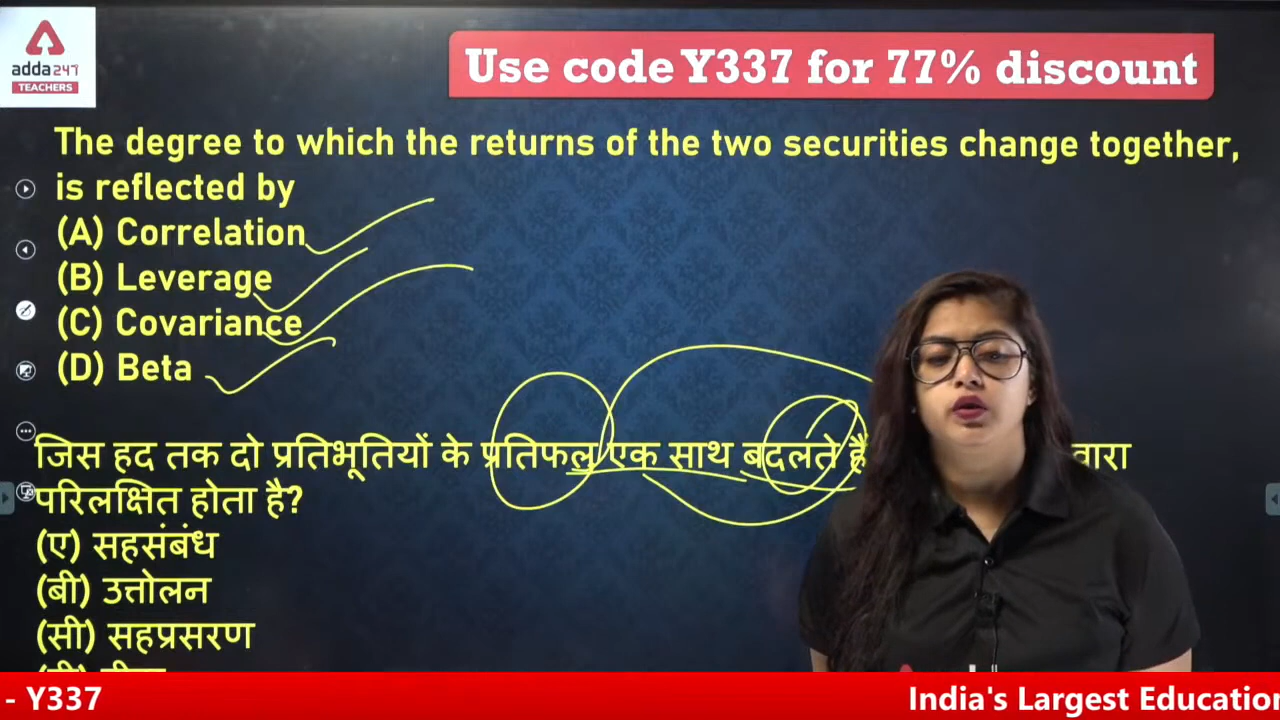 adda247
TEACHERS
Use code Y337 for 77% discount
The degree to which the returns of the two securities change together,
is reflected by
(A) Correlation
(B) Leverage
(C) Covariance
(D) Beta
जिस हद तक दो प्रतिभूतियों के प्रतिफल एक साथ बदलते हैं वारा
परिलक्षित होता है?
(ए) सहसंबंध
(बी) उत्तोलन
(सी) सहप्रसरण
- Y337 India's Largest Education